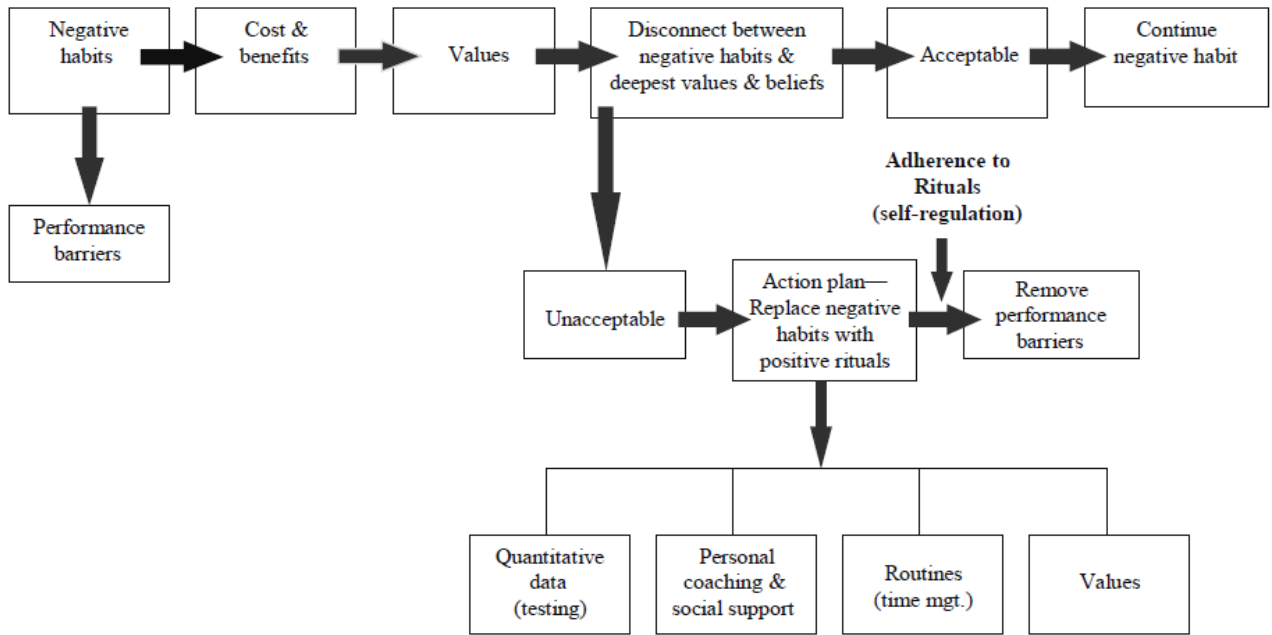 Negative
habits
Cost &
benefits
Values
Disconnect between
negative habits &
deepest values & beliefs
Acceptable
Continue
negative habit
Performance
barriers
Adherence to
Rituals
(self-regulation)
Unacceptable
Action plan—
Replace negative
habits with
positive rituals
Remove
performance
barriers
Quantitative
data
(testing)
Personal
coaching &
social support
Routines
(time mgt.)
Values